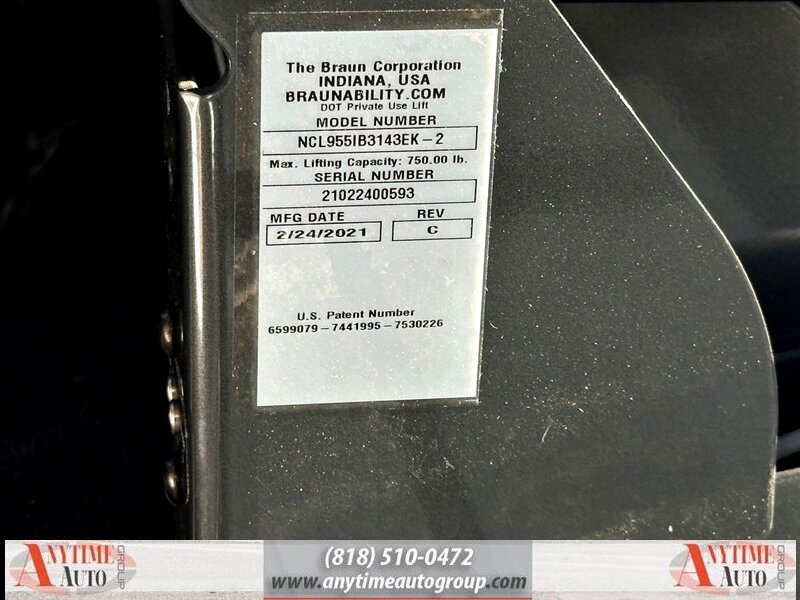 The Braun Corporation
INDIANA, USA
BRAUNABILITY.COM
DOT Private Use Lift
MODEL NUMBER
NCL955IB3143EK-2
Max. Lifting Capacity: 750.00 lb.
SERIAL NUMBER
21022400593
MFG DATE REV
2/24/2021 C
U.S. Patent Number
6599079-7441995-7530226
ANYTIME AUTO GROUP
(818) 510-0472
www.anytimeautogroup.com
ANYTIME AUTO GROUP